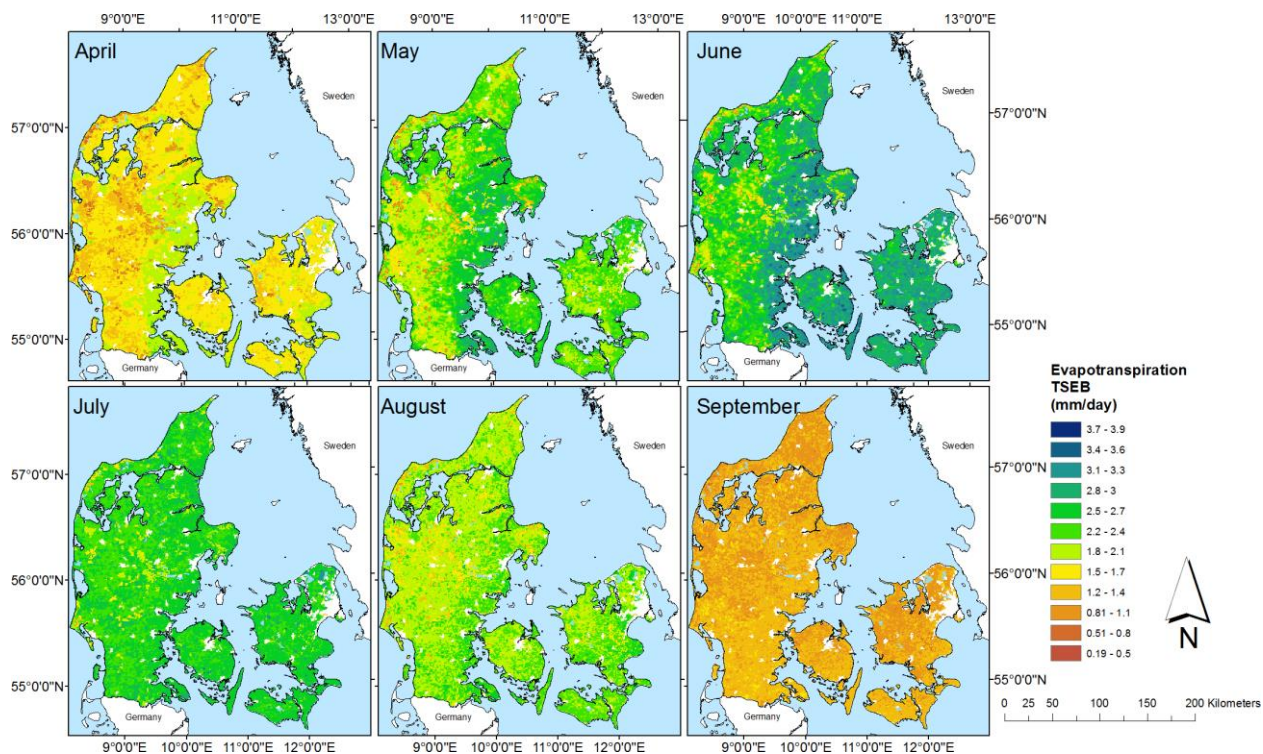 9°0'0"E 11°0'0"E 13°0'0"E
9°0'0"E 11°0'0"E
9°0'0"E 10°0'0"E 11°0'0"E 13°0'0"E
April
May
June
Sweden
Sweden
Sweden
57°0'0"N
57°0'0"N
56°0'0"N
56°0'0"N
55°0'0"N
55°0'0"N
Germany
Germany
Germany
July
August
September
Sweden
Sweden
Sweden
57°0'0"N
57°0'0"N
56°0'0"N
56°0'0"N
55°0'0"N
55°0'0"N
Germany
Germany
Germany
9°0'0"E 10°0'0"E 12°0'0"E
9°0'0"E 10°0'0"E 12°0'0"E
9°0'0"E 10°0'0"E 12°0'0"E
Evapotranspiration
TSEB
(mm/day)
3.7 - 3.9
3.4 - 3.6
3.1 - 3.3
2.8 - 3
2.5 - 2.7
2.2 - 2.4
1.8 - 2.1
1.5 - 1.7
1.2 - 1.4
0.81 - 1.1
0.51 - 0.8
0.19 - 0.5
N
0 25 50 100 150 200 Kilometers